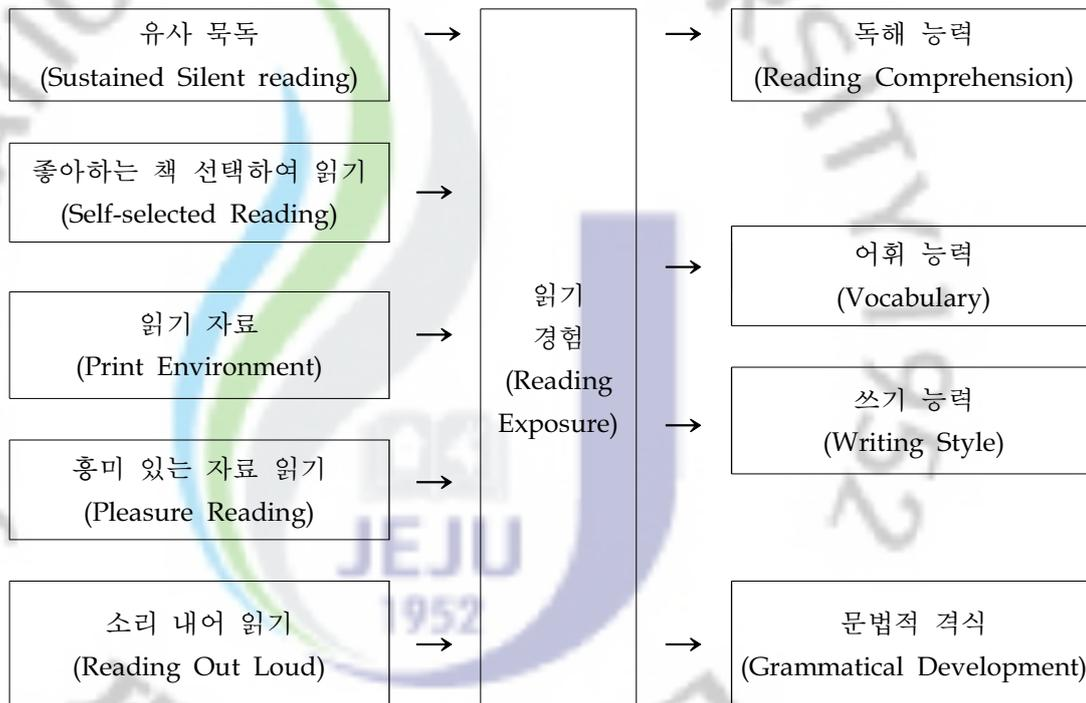 유사 묵독
(Sustained Silent reading)
→
→
독해 능력
(Reading Comprehension)
좋아하는 책 선택하여 읽기
(Self-selected Reading)
→
읽기 자료
(Print Environment)
→
흥미 있는 자료 읽기
(Pleasure Reading)
→
소리 내어 읽기
(Reading Out Loud)
→
읽기
경험
(Reading
Exposure)
→
어휘 능력
(Vocabulary)
→
쓰기 능력
(Writing Style)
→
문법적 격식
(Grammatical Development)
JEJU
1952
1952